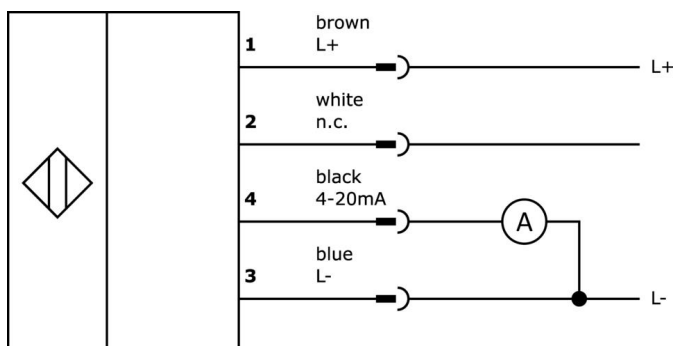 brown
1 L+
L+
white
2 n.c.
black
4 4-20mA
A
blue
3 L-
L-